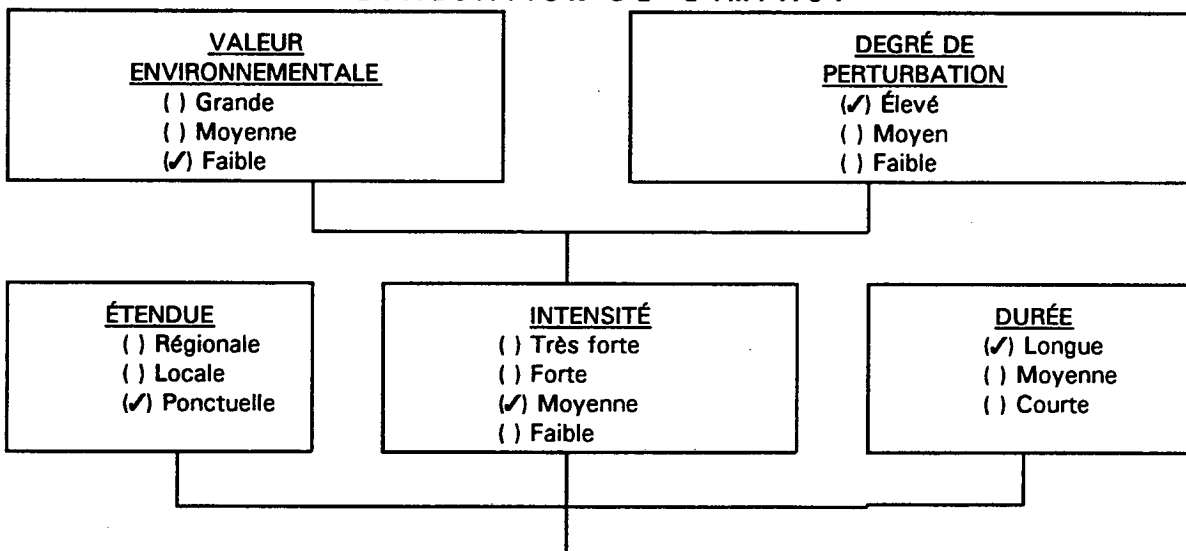 VALEUR
ENVIRONNEMENTALE
( ) Grande
( ) Moyenne
(✓) Faible
DEGRÉ DE
PERTURBATION
(✓) Élevé
( ) Moyen
( ) Faible
ÉTENDUE
( ) Régionale
( ) Locale
(✓) Ponctuelle
INTENSITÉ
( ) Très forte
( ) Forte
(✓) Moyenne
( ) Faible
DURÉE
(✓) Longue
( ) Moyenne
( ) Courte